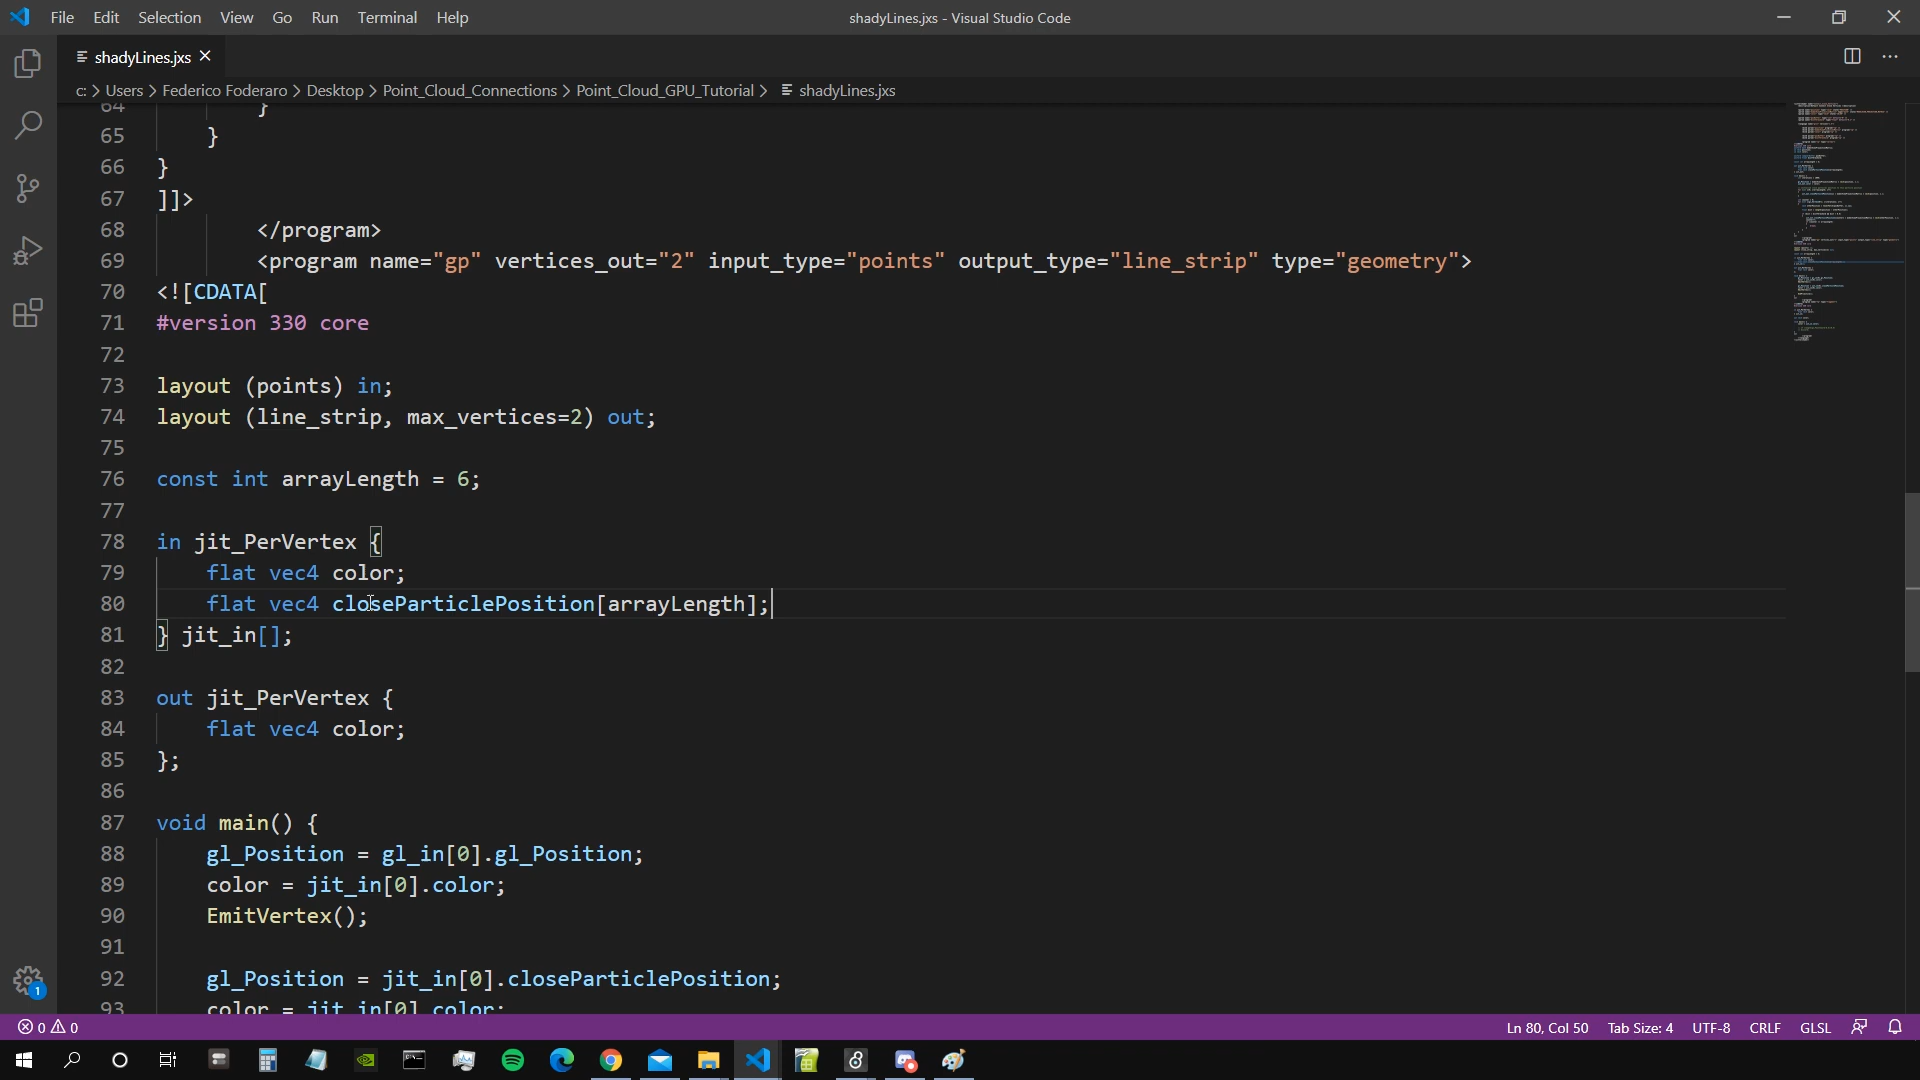 File Edit Selection View Go Run Terminal Help
shadyLines.jxs - Visual Studio Code
shadyLines.jxs
c: > Users > Federico Foderaro > Desktop > Point_Cloud_Connections > Point_Cloud_GPU_Tutorial > shadyLines.jxs
64 }
65 }
66 }
67 ]]>
68 </program>
69 <program name="gp" vertices_out="2" input_type="points" output_type="line_strip" type="geometry">
70 <![CDATA[
71 #version 330 core
72
73 layout (points) in;
74 layout (line_strip, max_vertices=2) out;
75
76 const int arrayLength = 6;
77
78 in jit_PerVertex {
79 flat vec4 color;
80 flat vec4 closeParticlePosition[arrayLength];
81 } jit_in[];
82
83 out jit_PerVertex {
84 flat vec4 color;
85 };
86
87 void main() {
88 gl_Position = gl_in[0].gl_Position;
89 color = jit_in[0].color;
90 EmitVertex();
91
92 gl_Position = jit_in[0].closeParticlePosition;
93 color = jit_in[0].color;
1
0 0 Ln 80, Col 50 Tab Size: 4 UTF-8 CRLF GLSL